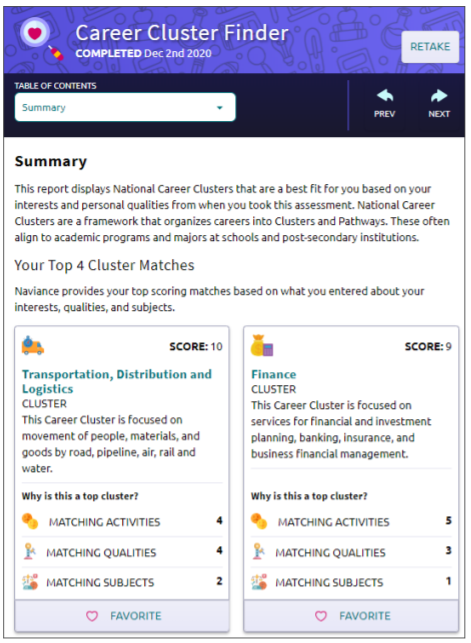 Career Cluster Finder
COMPLETED Dec 2nd 2020
RETAKE
TABLE OF CONTENTS
Summary
PREV
NEXT
Summary
This report displays National Career Clusters that are a best fit for you based on your
interests and personal qualities from when you took this assessment. National Career
Clusters are a framework that organizes careers into Clusters and Pathways. These often
align to academic programs and majors at schools and post-secondary institutions.
Your Top 4 Cluster Matches
Naviance provides your top scoring matches based on what you entered about your
interests, qualities, and subjects.
SCORE: 10
Transportation, Distribution and
Logistics
CLUSTER
This Career Cluster is focused on
movement of people, materials, and
goods by road, pipeline, air, rail and
water.
Why is this a top cluster?
MATCHING ACTIVITIES 4
MATCHING QUALITIES 4
MATCHING SUBJECTS 2
FAVORITE
SCORE: 9
Finance
CLUSTER
This Career Cluster is focused on
services for financial and investment
planning, banking, insurance, and
business financial management.
Why is this a top cluster?
MATCHING ACTIVITIES 5
MATCHING QUALITIES 3
MATCHING SUBJECTS 1
FAVORITE